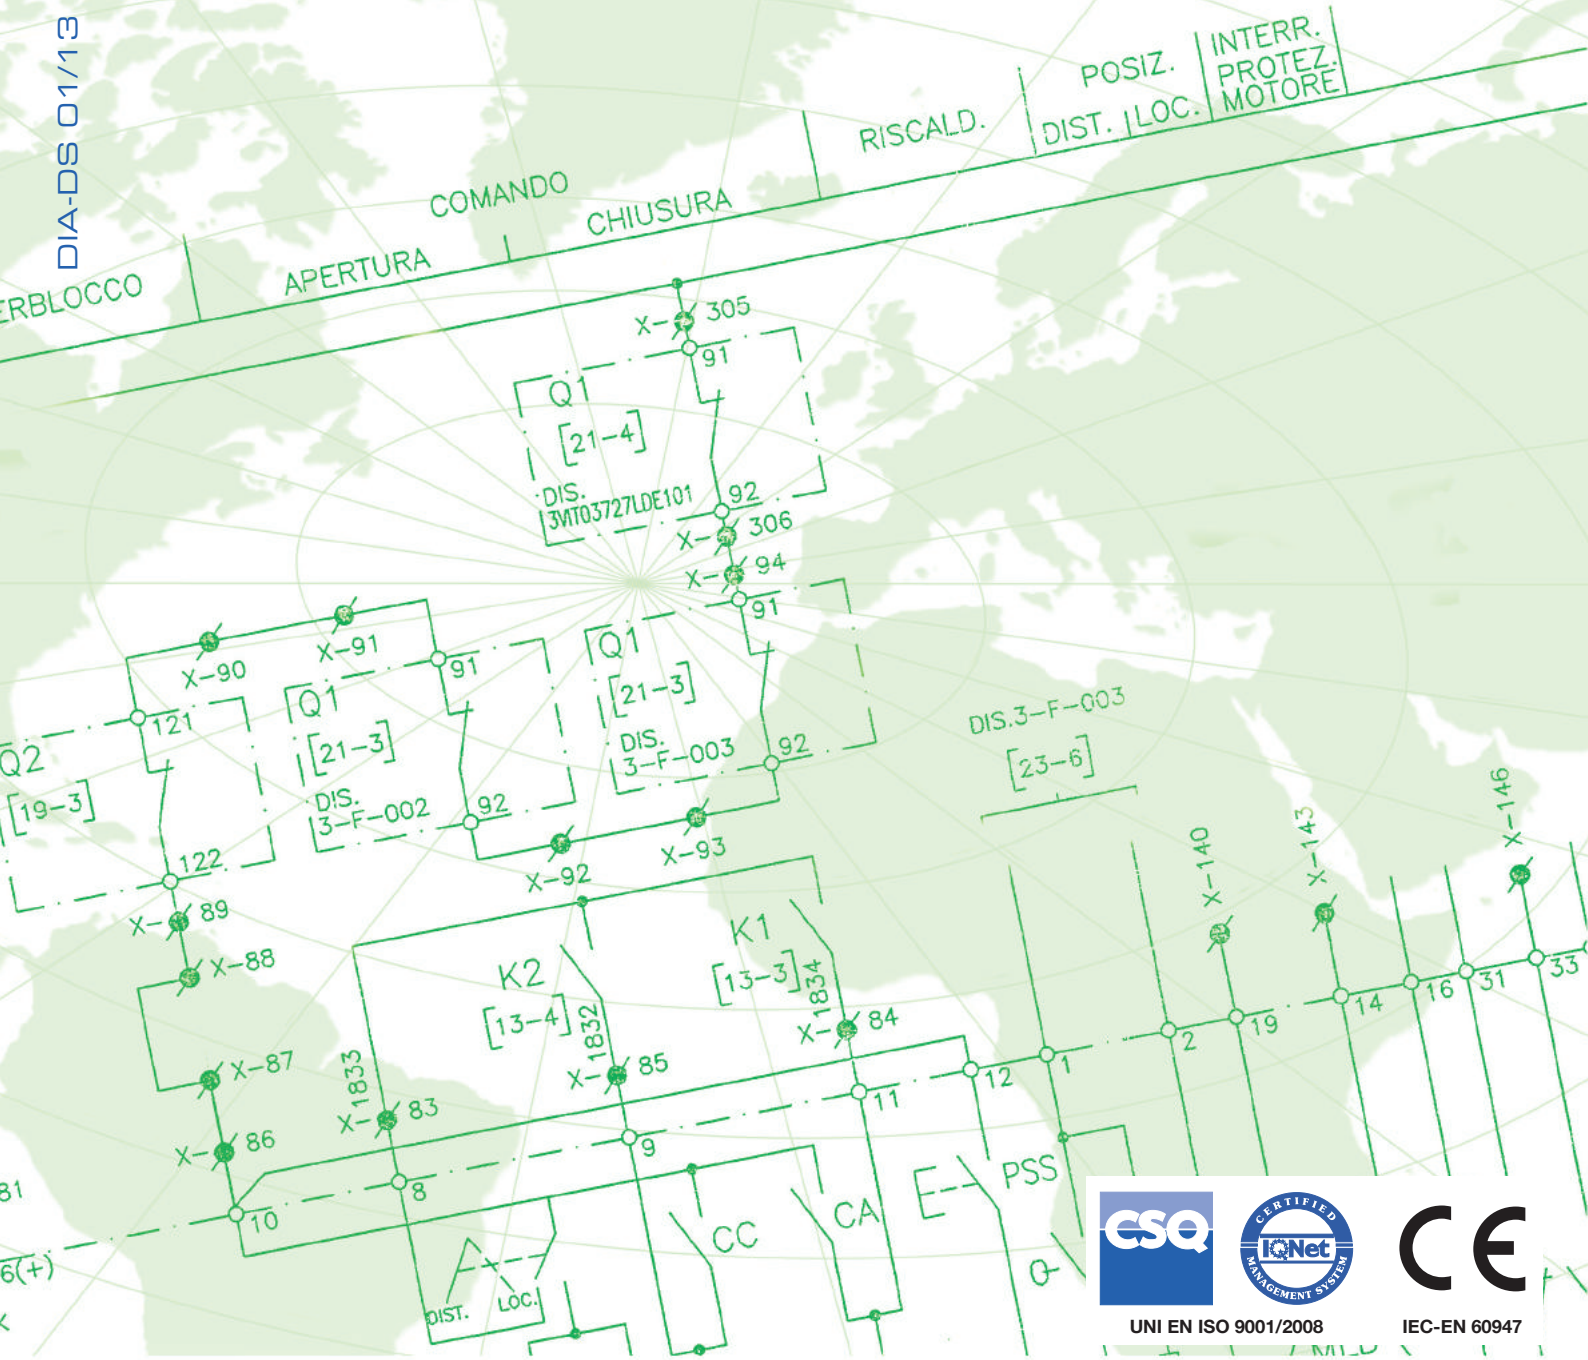 DIA-DS 01/13
INTERR.
PROTEZ.
MOTORE
POSIZ.
DIST. LOC.
RISCALD.
COMANDO
CHIUSURA
APERTURA
ERBLOCCO
X- 305
91
Q1
[21-4]
DIS.
92
X- 306
X- 94
91
Q1
[21-3]
DIS.
3-F-003
92
X-93
X-92
X-90
X-91
91
Q1
[21-3]
DIS.
3-F-002
92
121
Q2
[19-3]
122
X- 89
X-88
X-87
X- 86
10
DIS.3-F-003
[23-6]
X-140
X-143
X-146
K1
[13-3]
X-1834
84
K2
[13-4]
X-1832
85
X-1833
83
8
9
11
12
1
2
19
14
16
31
33
81
6(+)
DIST. LOC.
CC
CA
PSS
CSQ
CERTIFIED
IQNet
MANAGEMENT SYSTEM
CE
UNI EN ISO 9001/2008
IEC-EN 60947